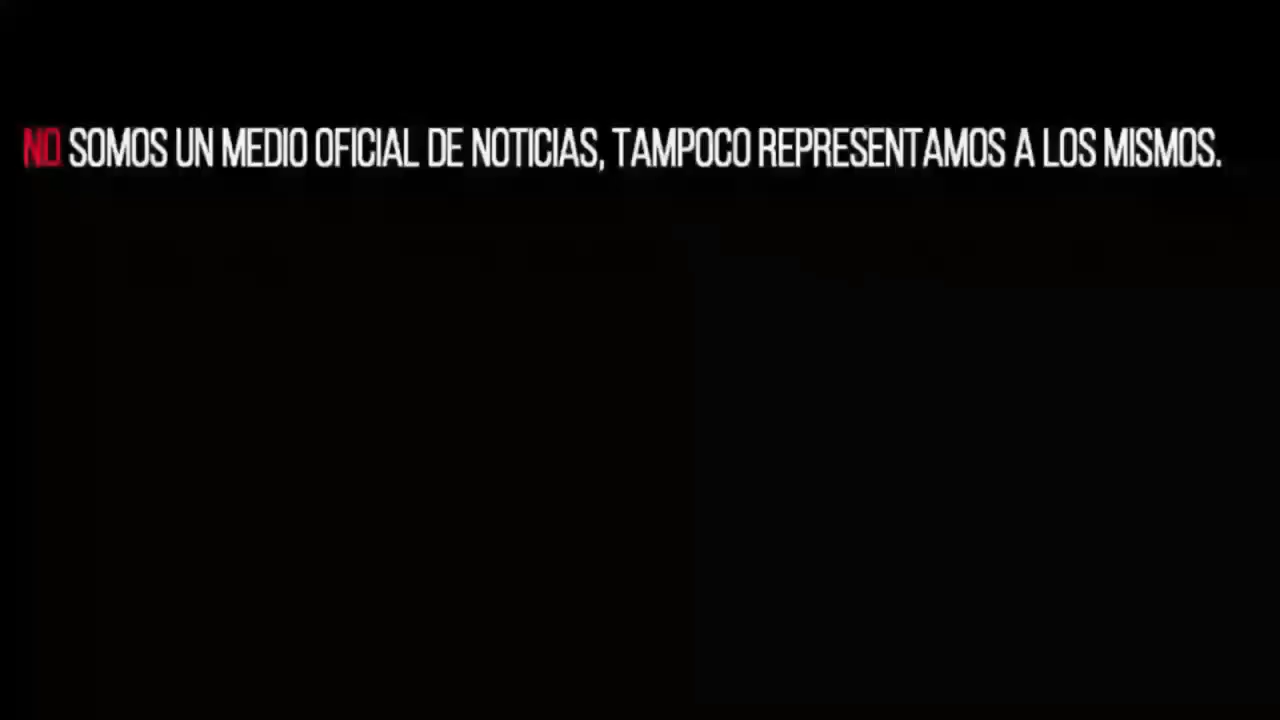 NO SOMOS UN MEDIO OFICIAL DE NOTICIAS, TAMPOCO REPRESENTAMOS A LOS MISMOS.